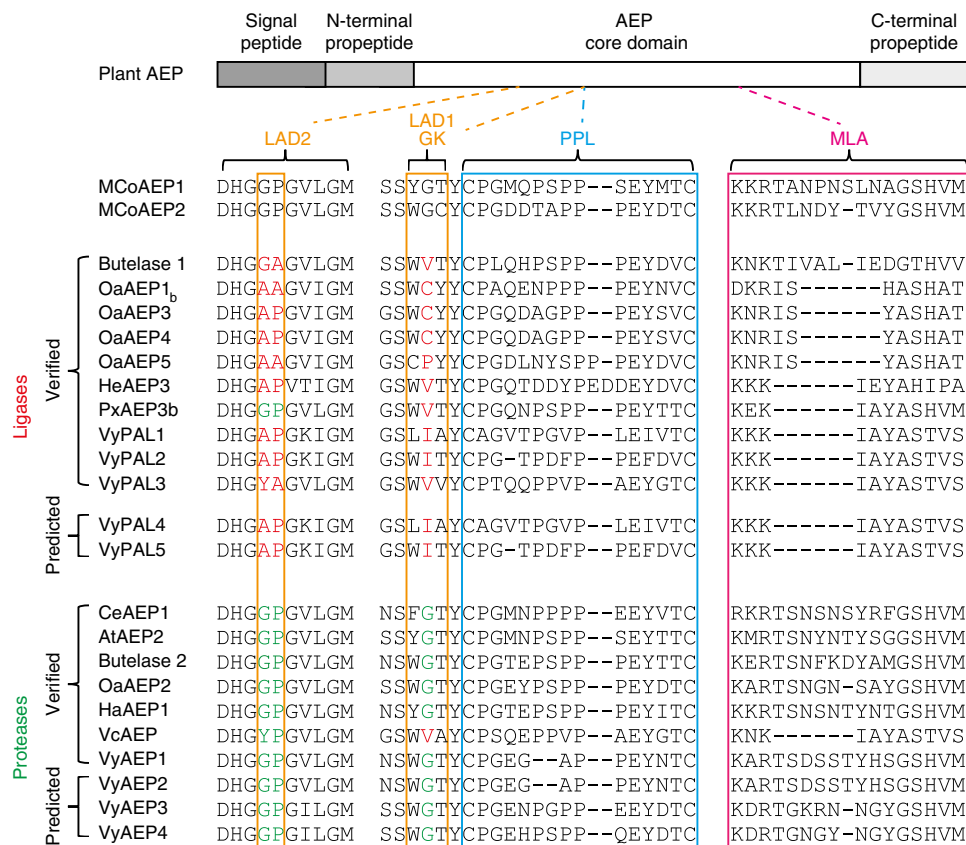 Signal peptide N-terminal propeptide AEP core domain C-terminal propeptide
Plant AEP
LAD2 LAD1 GK PPL MLA
MCoAEP1 DHGGPGVLGM SSYGTYCPGMQPSPP--SEYMTC KKRTANPNSLNAGSHVM
MCoAEP2 DHGGPGVLGM SSWGCYCPGDDTAPP--PEYDTC KKRTLNDY-TVYGSHVM
Ligases
Verified
Butelase 1 DHGGAGVLGM SSWVTYCPLQHPSPP--PEYDVC KNKTIVAL-IEDGTHVV
OaAEP1b DHGAAGVLGM SSWCYYCPAQENPPP--PEYNVC DKRIS------HASHAT
OaAEP3 DHGAPGVIGM SSWCYYCPGQDAGPP--PEYSVC KNRIS------YASHAT
OaAEP4 DHGAPGVIGM SSWCYYCPGQDAGPP--PEYSVC KNRIS------YASHAT
OaAEP5 DHGAAGVIGM SSCPYYCPGDLNYSPP-PEYDVC KNRIS------YASHAT
HeAEP3 DHGAPVTIGM SSWVTYCPGQTDDYPEDDEYDVC KKK------IEYAHIPA
PxAEP3b DHGGPGVLGM SSWVTYCPGQNPSPP--PEYTTC KEK------IAYASHVM
VyPAL1 DHGAPGKIGM GSLIAYCAGVTPGVP--LEIVTC KKK------IAYASTVS
VyPAL2 DHGAPGKIGM GSWITYCPG-TPDFP--PEFDVC KKK------IAYASTVS
VyPAL3 DHGYAGVLGM GSWVVYCPTQQPPVP--AEYGTC KKK------IAYASTVS
Predicted
VyPAL4 DHGAPGKIGM GSLIAYCAGVTPGVP--LEIVTC KKK------IAYASTVS
VyPAL5 DHGAPGKIGM GSWITYCPG-TPDFP--PEFDVC KKK------IAYASTVS
Proteases
Verified
CeAEP1 DHGGPGVLGM NSFGTYCPGMNPPPP--EEYVTC RKRTSNSNSYRFGSHVM
AtAEP2 DHGGPGVLGM SSYGTYCPGMNPSPP--SEYTTC KMRTSNYNTYSGGSHVM
Butelase 2 DHGGPGVLGM NSWGTYCPGTEPSPP--PEYTTC KERTSNFKDYAMGSHVM
OaAEP2 DHGGPGVLGM SSWGTYCPGEYPSPP--PEYDTC KARTSNGN-SAYGSHVM
HaAEP1 DHGGPGVLGM NSYGTYCPGTEPSPP--PEYITC KKRTSNSNTYNTGSHVM
VcAEP DHGYPGVLGM GSWVAYCPSQEPPVP--AEYGTC KNK------IAYASTVS
VyAEP1 DHGGPGVLGM NSWGTYCPGEG--AP--PEYNTC KARTSDSSTYHSGSHVM
Predicted
VyAEP2 DHGGPGVLGM NSWGTYCPGEG--AP--PEYNTC KARTSDSSTYHSGSHVM
VyAEP3 DHGGPGILGM SSWGTYCPGENPGPP--EEYDTC KDRTGKRN-NGYGSHVM
VyAEP4 DHGGPGILGM SSWGTYCPGEHPSPP--QEYDTC KDRTGNGY-NGYGSHVM